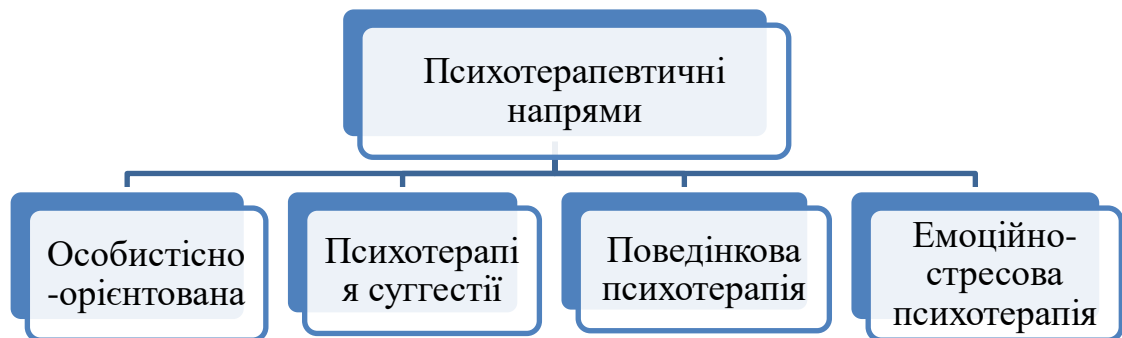 Психотерапевтичні
напрями
Особистісно
-орієнтована
Психотерапі
я суггестії
Поведінкова
психотерапія
Емоційно-
стресова
психотерапія